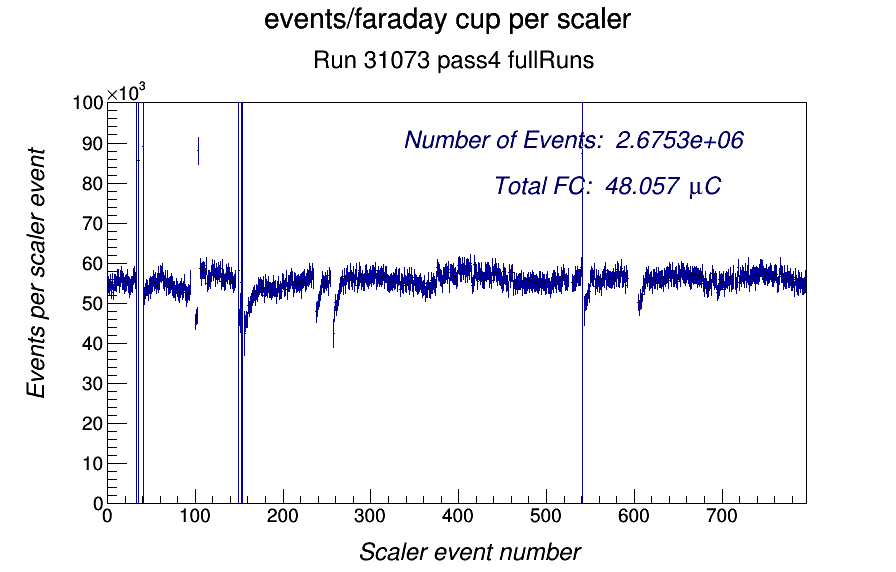 events/faraday cup per scaler
Run 31073 pass4 fullRuns
×10³
100
90
80
70
60
50
40
30
20
10
0
Events per scaler event
Number of Events: 2.6753e+06
Total FC: 48.057 μC
0 100 200 300 400 500 600 700
Scaler event number